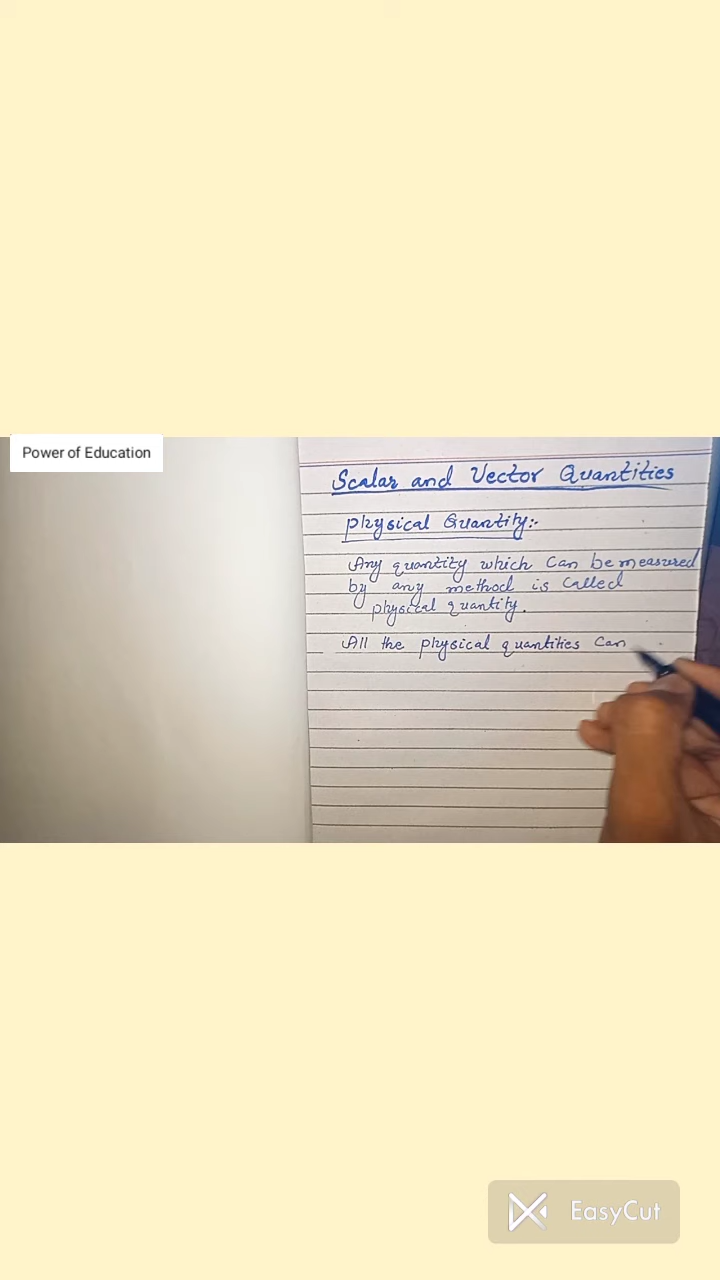 Power of Education
Scalar and Vector Quantities
Physical Quantity:-
Any quantity which can be measured
by any method is called
physical quantity.
All the physical quantities can
EasyCut